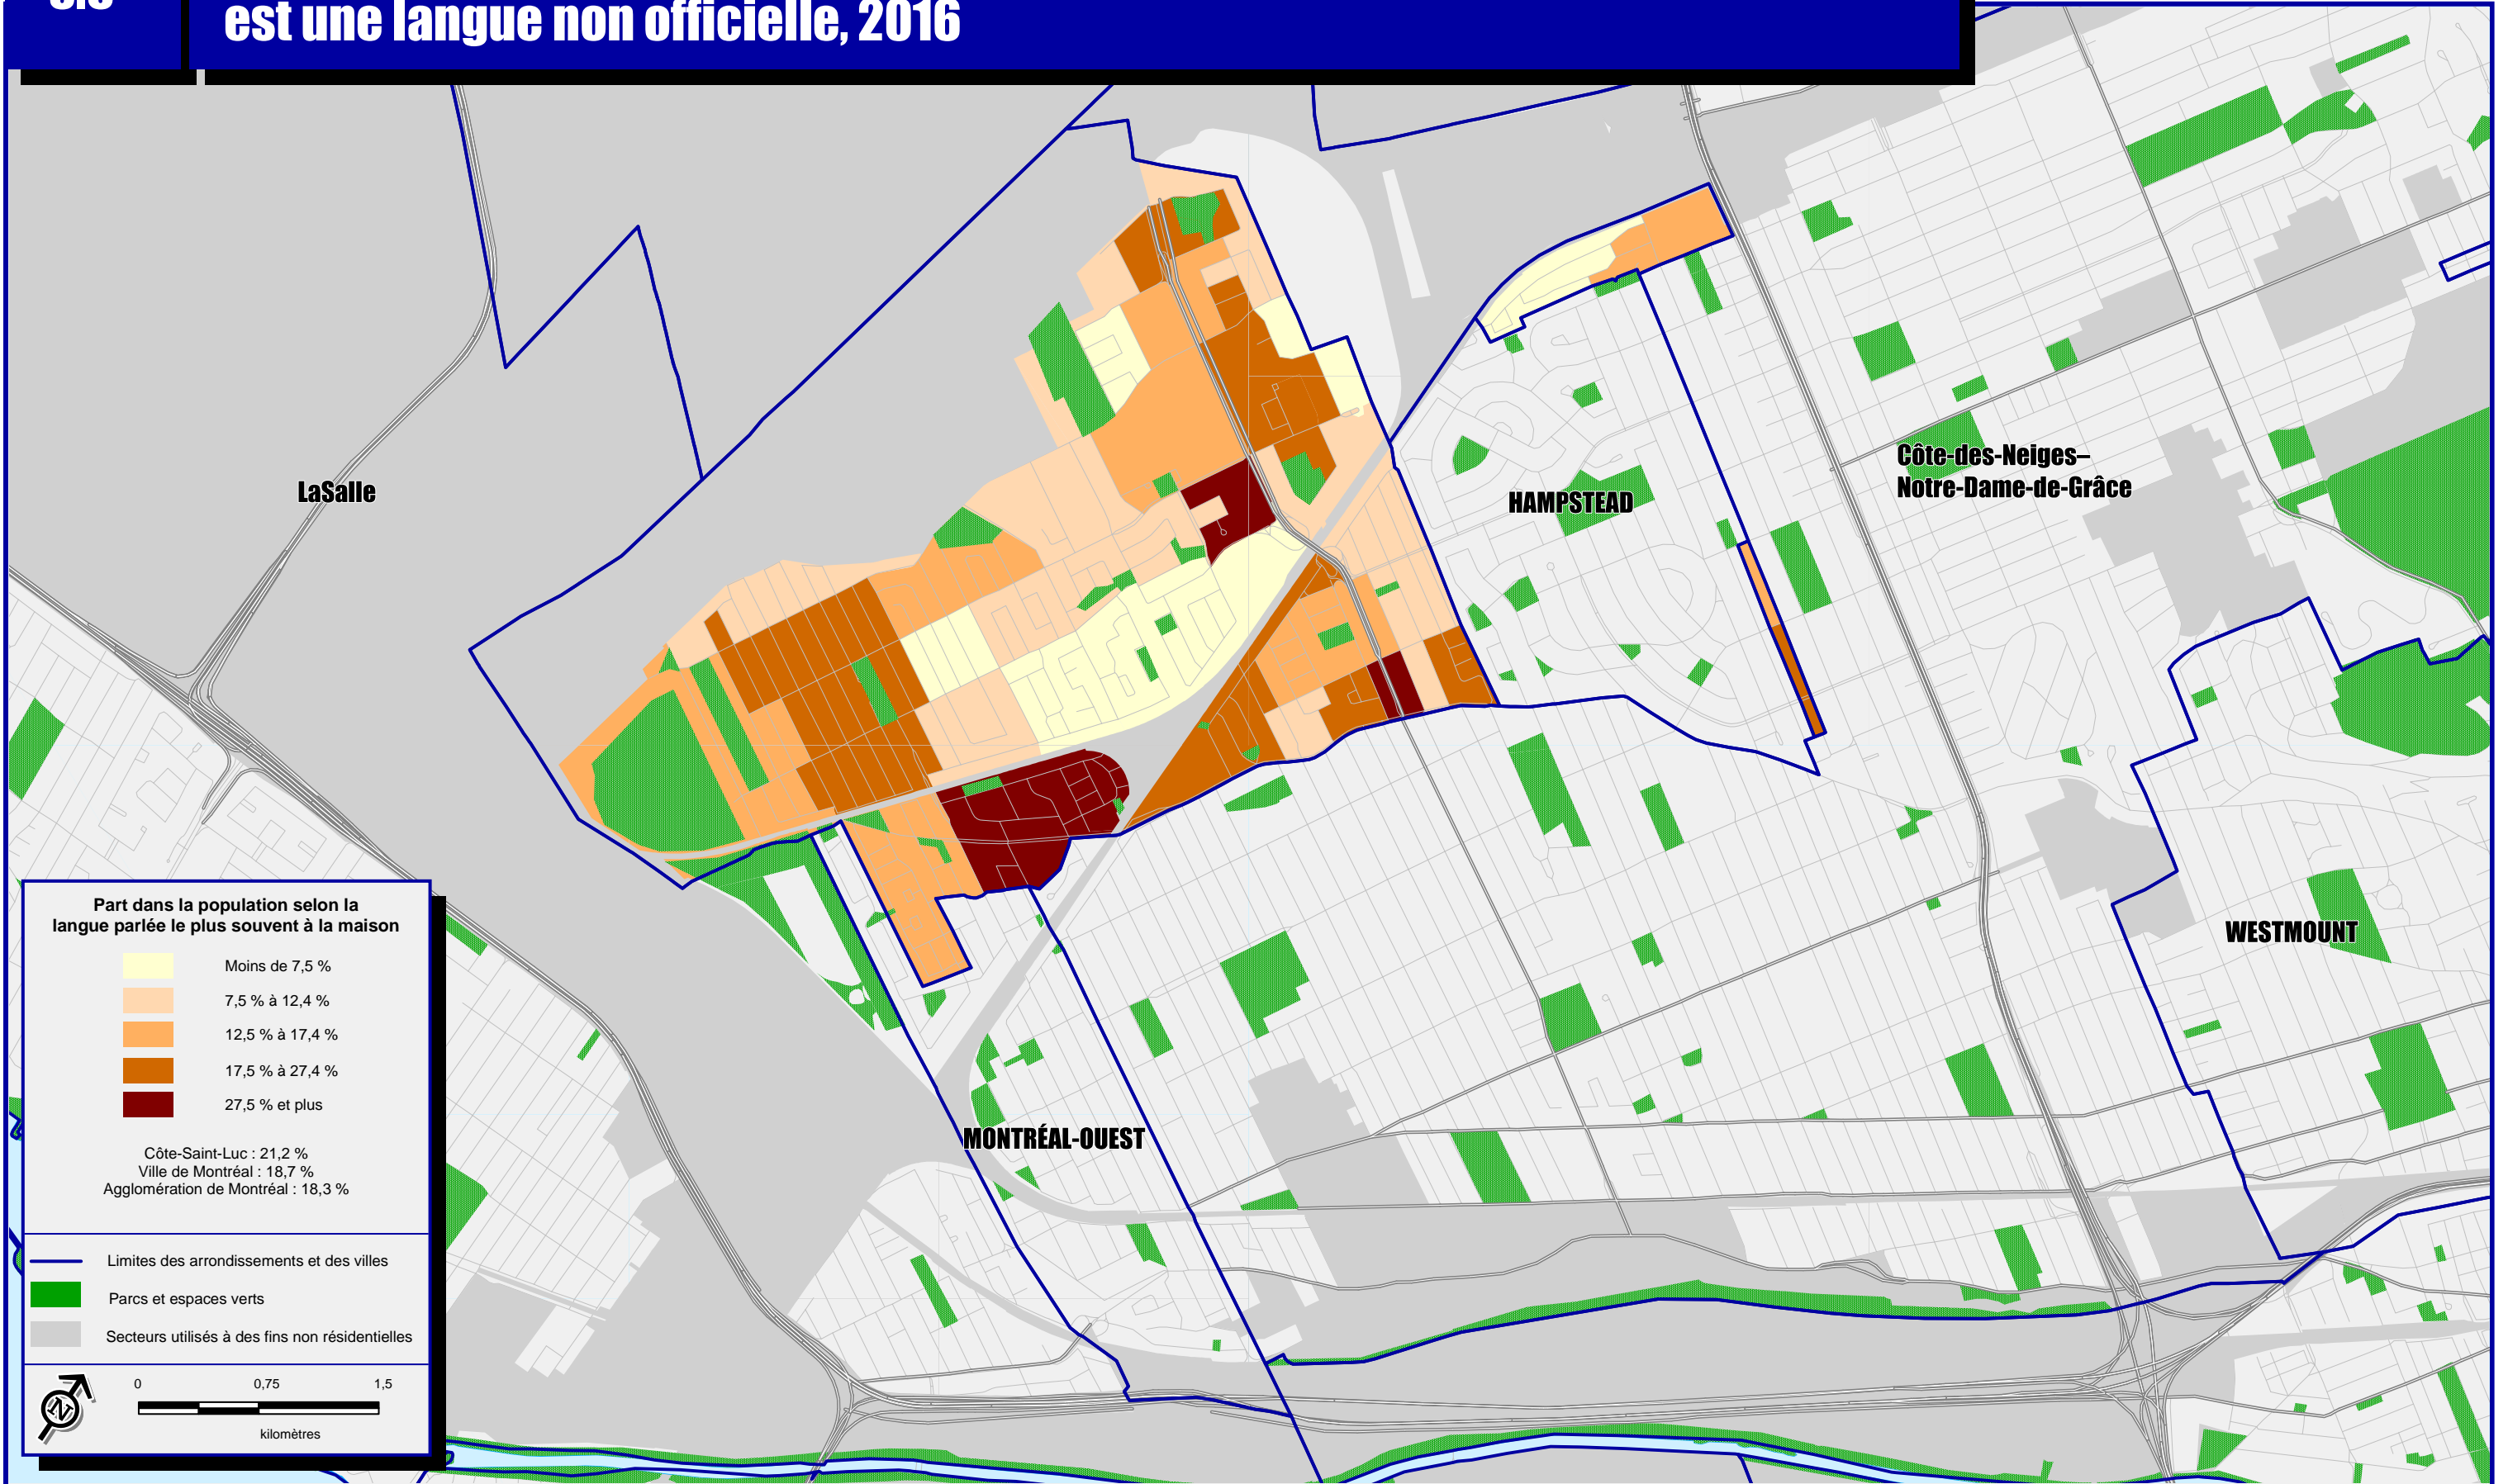 est une langue non officielle, 2016
LaSalle
HAMPSTEAD
Côte-des-Neiges–
Notre-Dame-de-Grâce
WESTMOUNT
MONTRÉAL-OUEST
Part dans la population selon la
langue parlée le plus souvent à la maison
Moins de 7,5 %
7,5 % à 12,4 %
12,5 % à 17,4 %
17,5 % à 27,4 %
27,5 % et plus
Côte-Saint-Luc : 21,2 %
Ville de Montréal : 18,7 %
Agglomération de Montréal : 18,3 %
Limites des arrondissements et des villes
Parcs et espaces verts
Secteurs utilisés à des fins non résidentielles
N
0 0,75 1,5
kilomètres